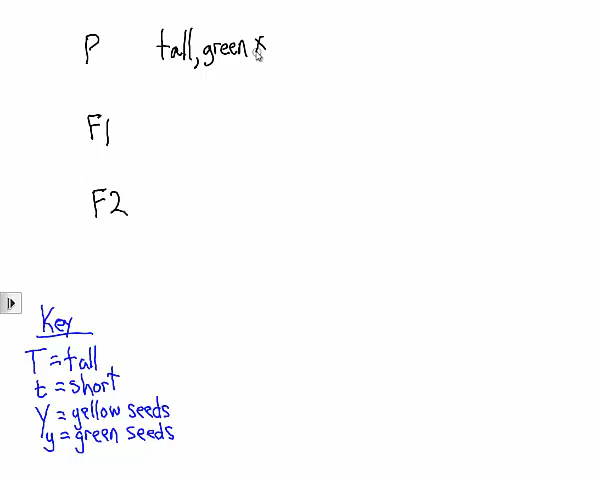 P tall, green x
F1
F2
Key
T = tall
t = short
Y = yellow seeds
y = green seeds